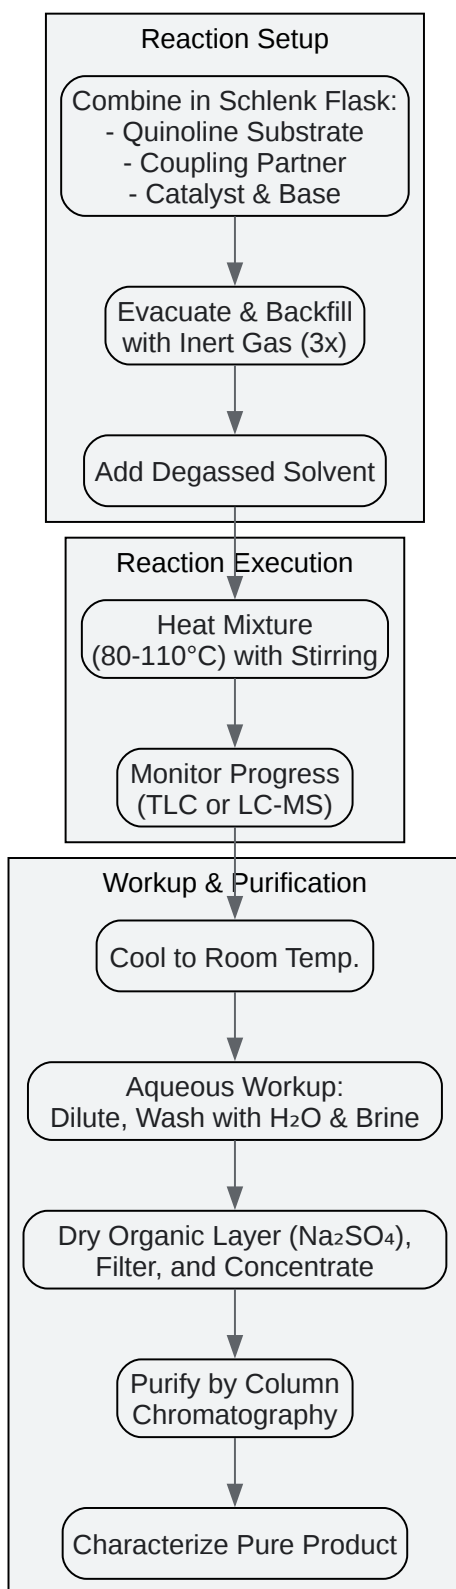 Reaction Setup
Combine in Schlenk Flask:
- Quinoline Substrate
- Coupling Partner
- Catalyst & Base
Evacuate & Backfill
with Inert Gas (3x)
Add Degassed Solvent
Reaction Execution
Heat Mixture
(80-110°C) with Stirring
Monitor Progress
(TLC or LC-MS)
Workup & Purification
Cool to Room Temp.
Aqueous Workup:
Dilute, Wash with H₂O & Brine
Dry Organic Layer (Na₂SO₄),
Filter, and Concentrate
Purify by Column
Chromatography
Characterize Pure Product